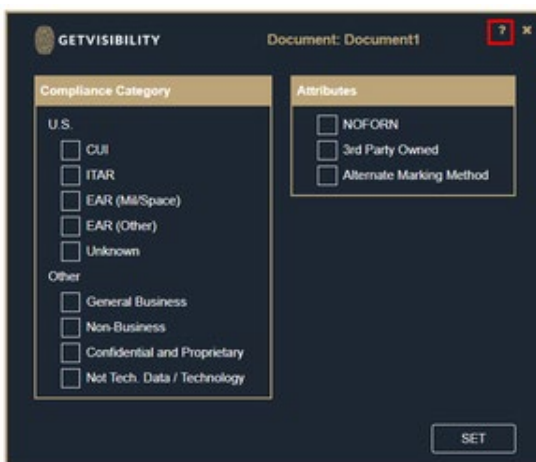 GETVISIBILITY
Document: Document1
? ×
Compliance Category
U.S.
CUI
ITAR
EAR (Mil/Space)
EAR (Other)
Unknown
Other
General Business
Non-Business
Confidential and Proprietary
Not Tech. Data / Technology
Attributes
NOFORN
3rd Party Owned
Alternate Marking Method
SET